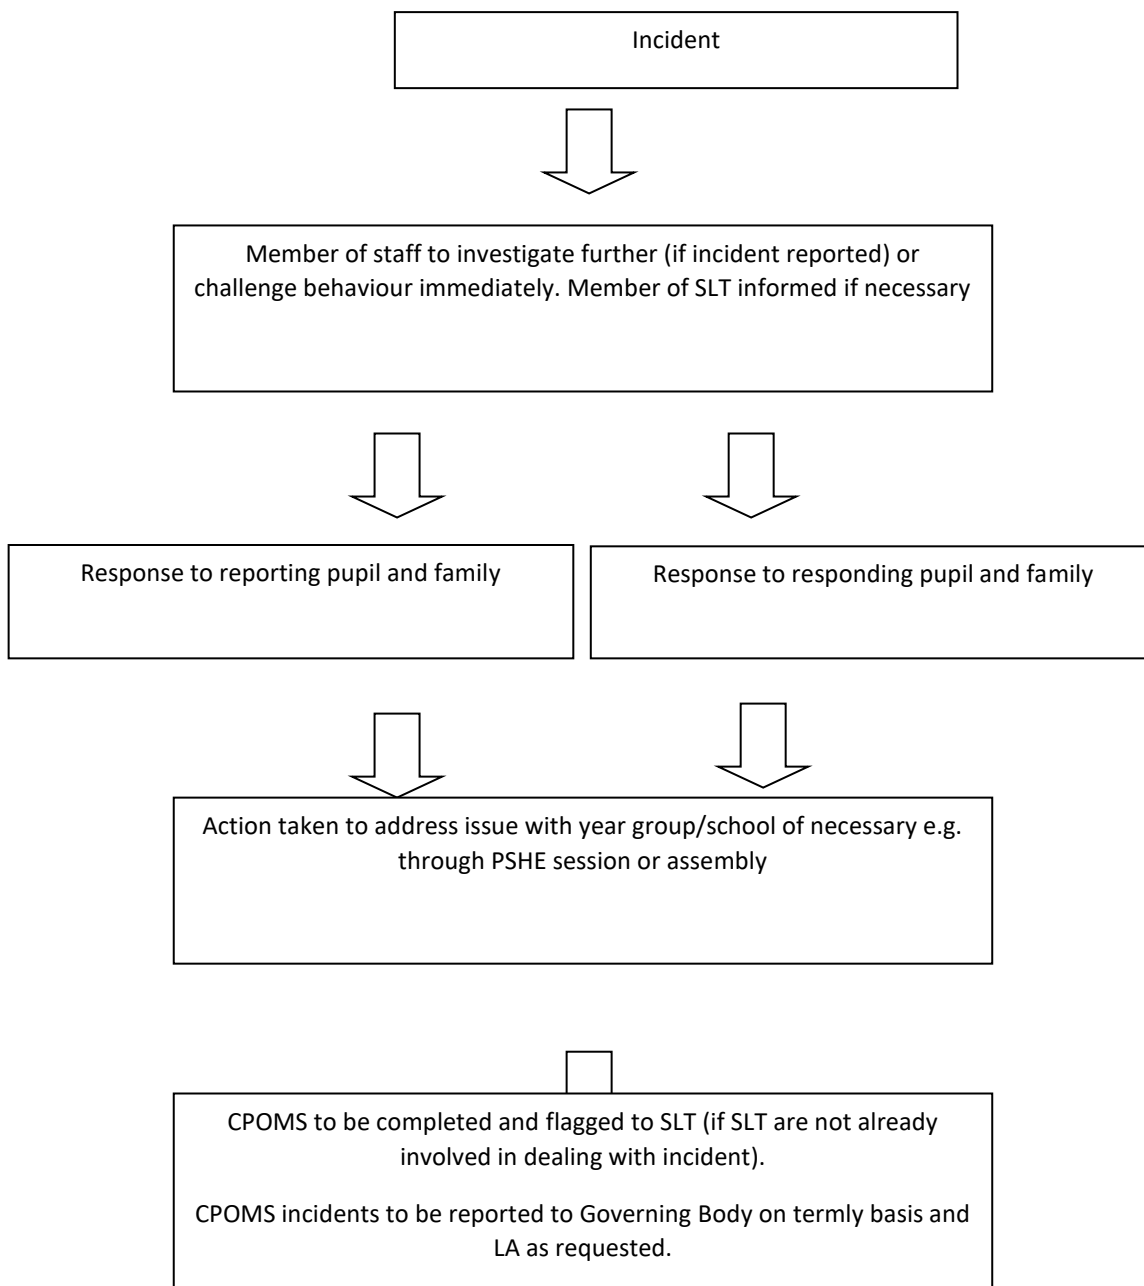 Incident
Member of staff to investigate further (if incident reported) or
challenge behaviour immediately. Member of SLT informed if necessary
Response to reporting pupil and family
Response to responding pupil and family
Action taken to address issue with year group/school of necessary e.g.
through PSHE session or assembly
CPOMS to be completed and flagged to SLT (if SLT are not already
involved in dealing with incident).
CPOMS incidents to be reported to Governing Body on termly basis and
LA as requested.